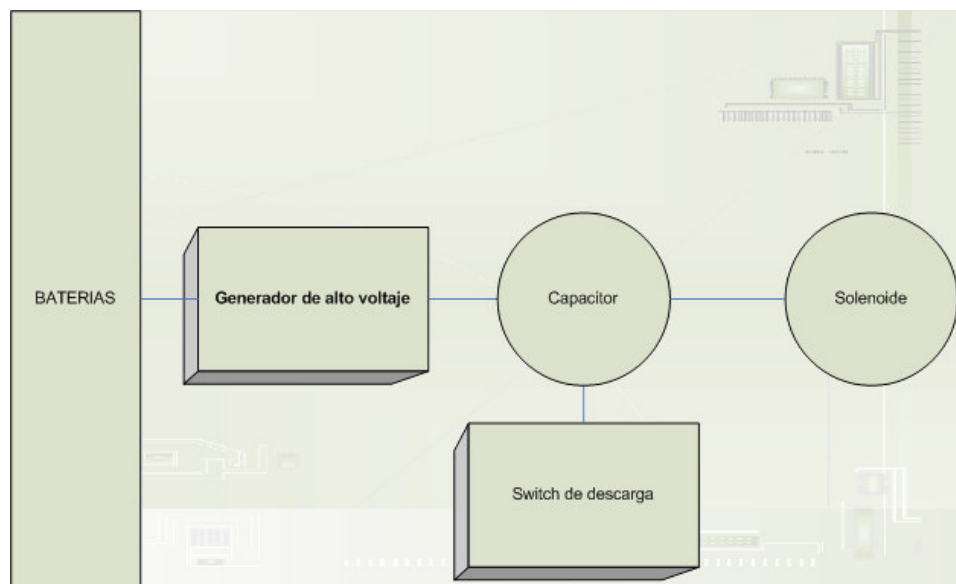 BATERIAS
Generador de alto voltaje
Capacitor
Solenoide
Switch de descarga